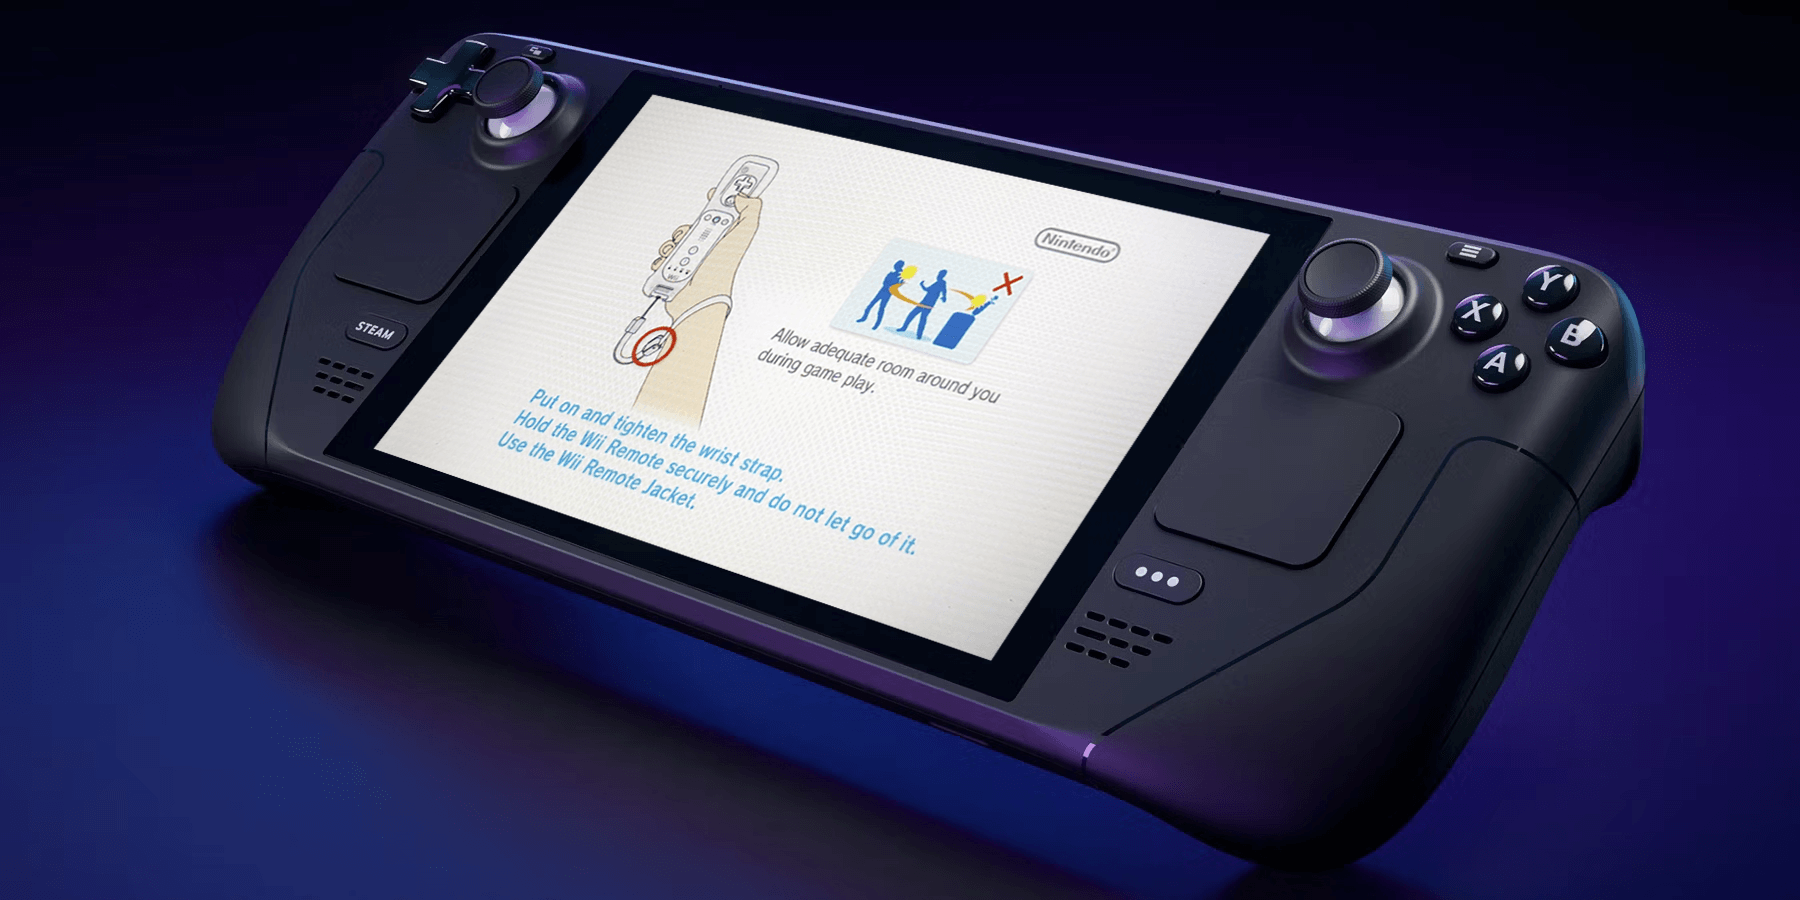 STEAM
Nintendo
Allow adequate room around you
during game play.
Put on and tighten the wrist strap.
Hold the Wii Remote securely and do not let go of it.
Use the Wii Remote Jacket.
Y
X
B
A